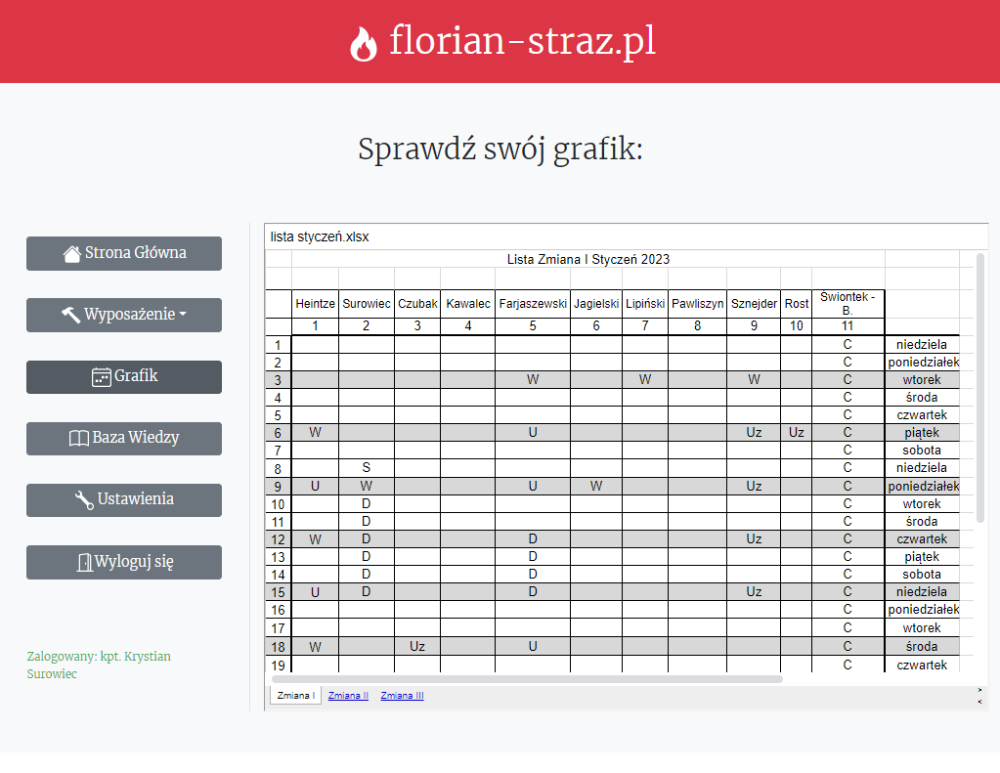 florian-straz.pl
Sprawdź swój grafik:
Strona Główna
Wyposażenie
Grafik
Baza Wiedzy
Ustawienia
Wyloguj się
Zalogowany: kpt. Krystian
Surowiec
lista styczeń.xlsx
Lista Zmiana I Styczeń 2023
Heintze Surowiec Czubak Kawalec Farjaszewski Jagielski Lipiński Pawliszyn Sznejder Rost Świontek -
B.
1 2 3 4 5 6 7 8 9 10 11
1 C niedziela
2 C poniedziałek
3 W W W C wtorek
4 C środa
5 C czwartek
6 W U Uz Uz C piątek
7 C sobota
8 S C niedziela
9 U W U W Uz C poniedziałek
10 D C wtorek
11 D C środa
12 W D D Uz C czwartek
13 D D C piątek
14 D D C sobota
15 U D D Uz C niedziela
16 C poniedziałek
17 C wtorek
18 W Uz U C środa
19 C czwartek
Zmiana I Zmiana II Zmiana III